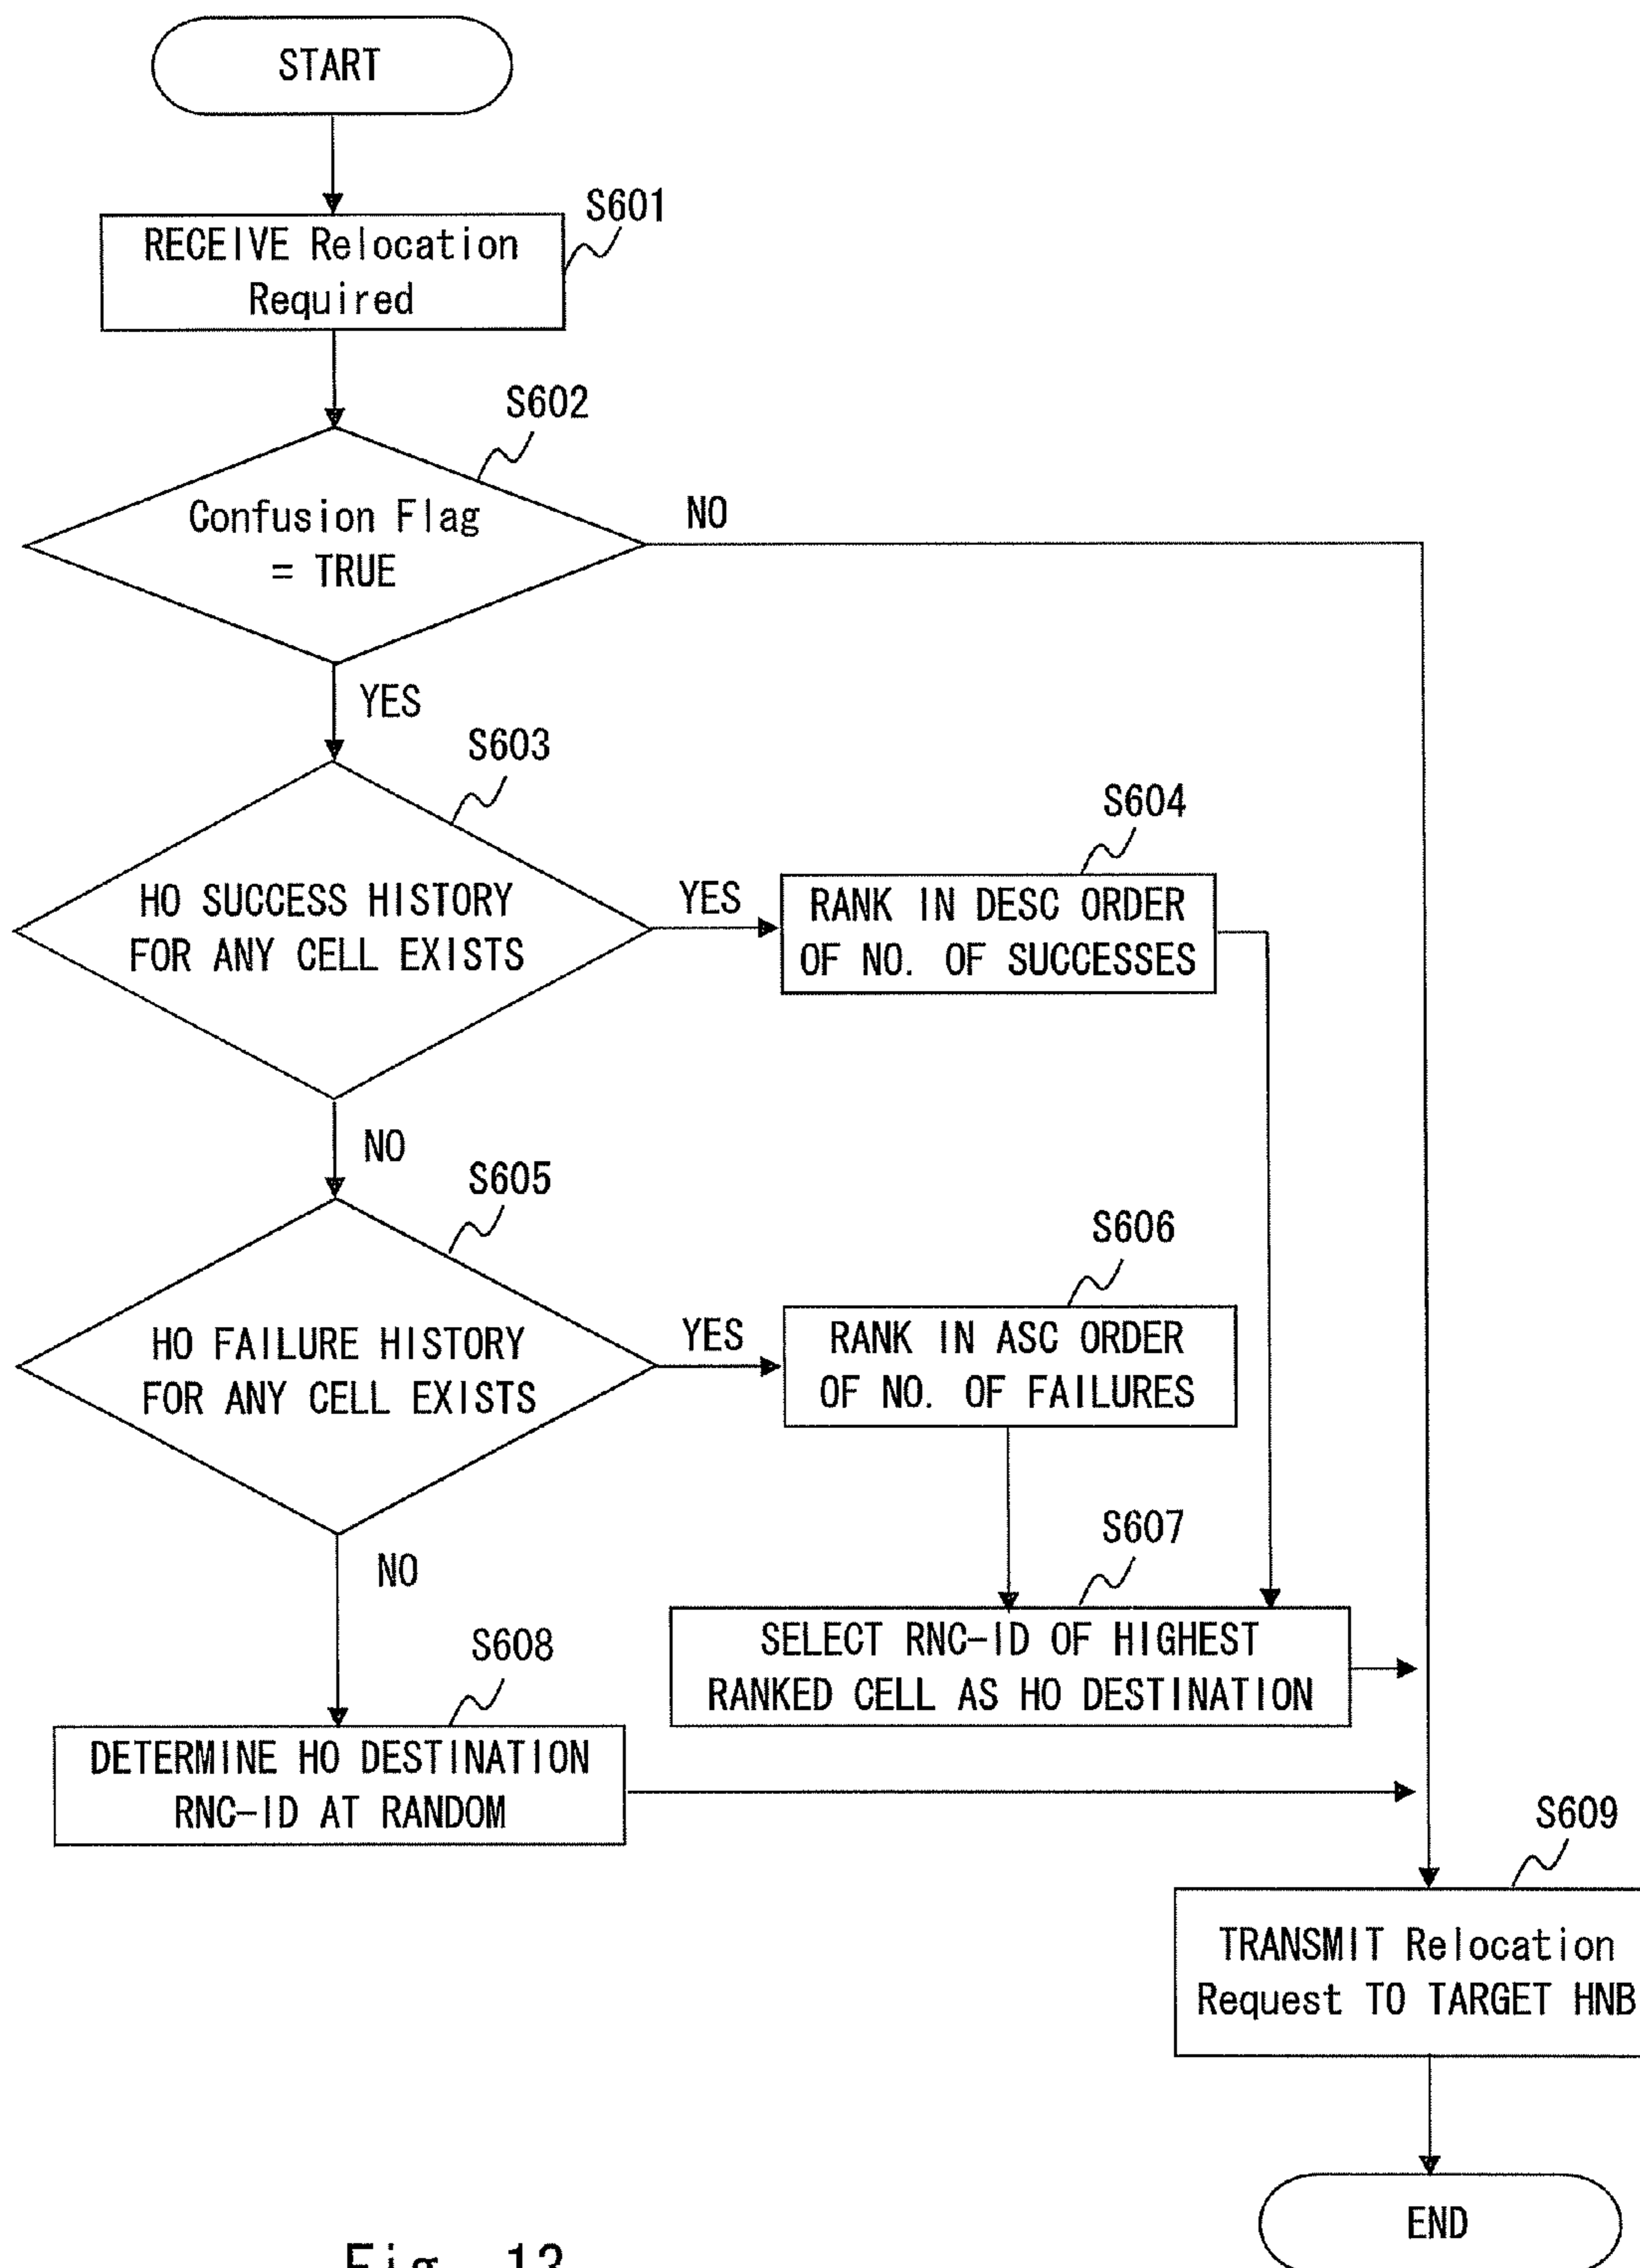 START
S601
RECEIVE Relocation
Required
S602
Confusion Flag
= TRUE
NO
YES
S603
HO SUCCESS HISTORY
FOR ANY CELL EXISTS
YES
S604
RANK IN DESC ORDER
OF NO. OF SUCCESSES
NO
S605
HO FAILURE HISTORY
FOR ANY CELL EXISTS
YES
S606
RANK IN ASC ORDER
OF NO. OF FAILURES
NO
S607
SELECT RNC-ID OF HIGHEST
RANKED CELL AS HO DESTINATION
S608
DETERMINE HO DESTINATION
RNC-ID AT RANDOM
S609
TRANSMIT Relocation
Request TO TARGET HNB
END
Fig. 13